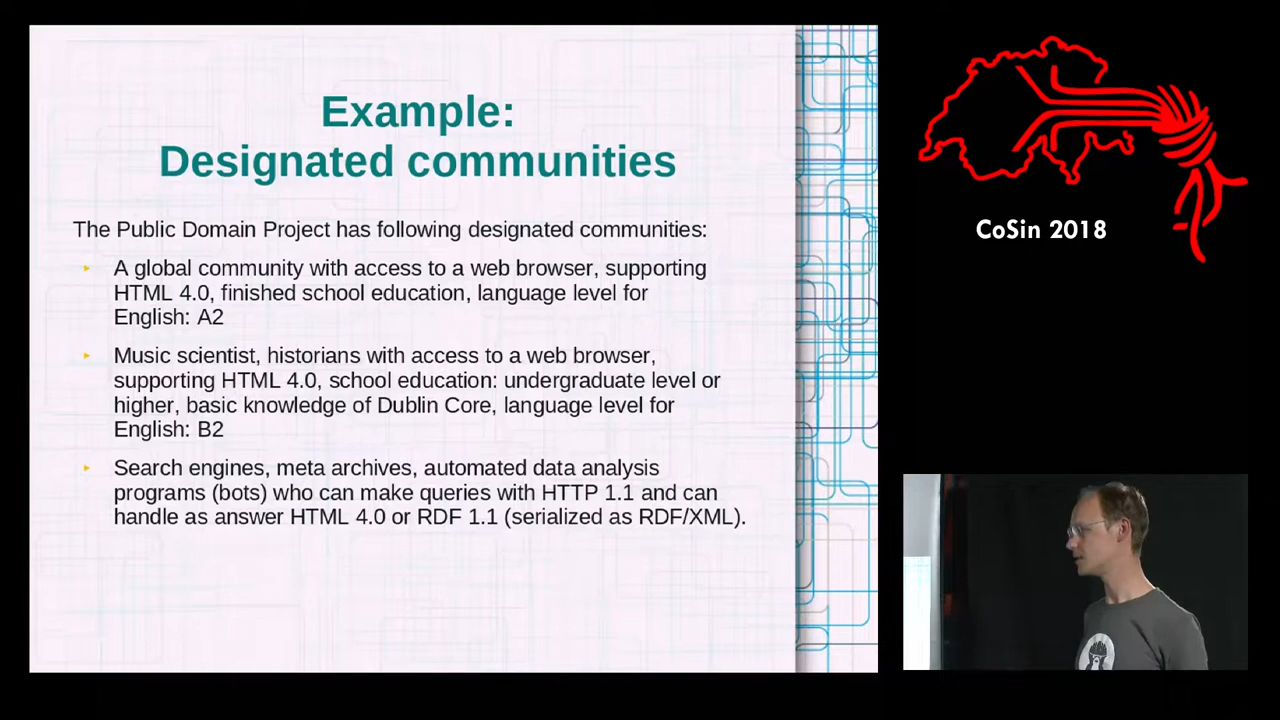 Example:
Designated communities
The Public Domain Project has following designated communities:
A global community with access to a web browser, supporting
HTML 4.0, finished school education, language level for
English: A2
Music scientist, historians with access to a web browser,
supporting HTML 4.0, school education: undergraduate level or
higher, basic knowledge of Dublin Core, language level for
English: B2
Search engines, meta archives, automated data analysis
programs (bots) who can make queries with HTTP 1.1 and can
handle as answer HTML 4.0 or RDF 1.1 (serialized as RDF/XML).
CoSin 2018